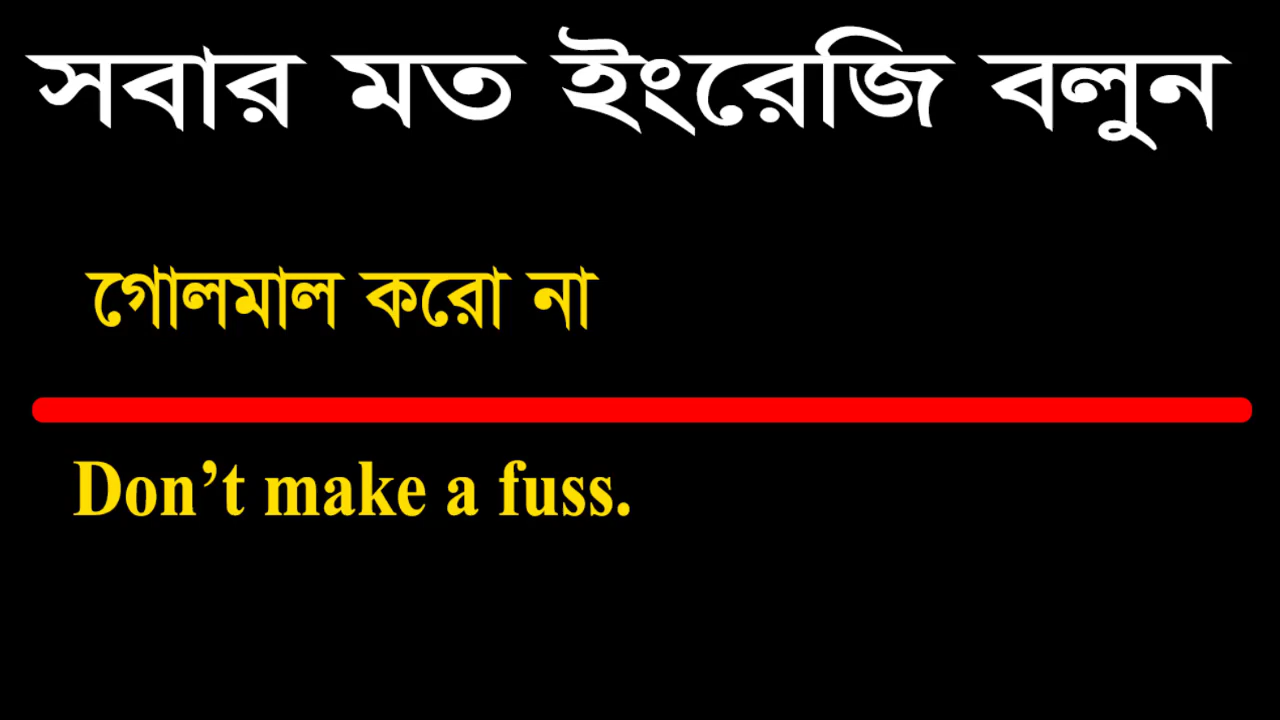 সবার মত ইংরেজি বলুন
গোলমাল করো না
Don’t make a fuss.